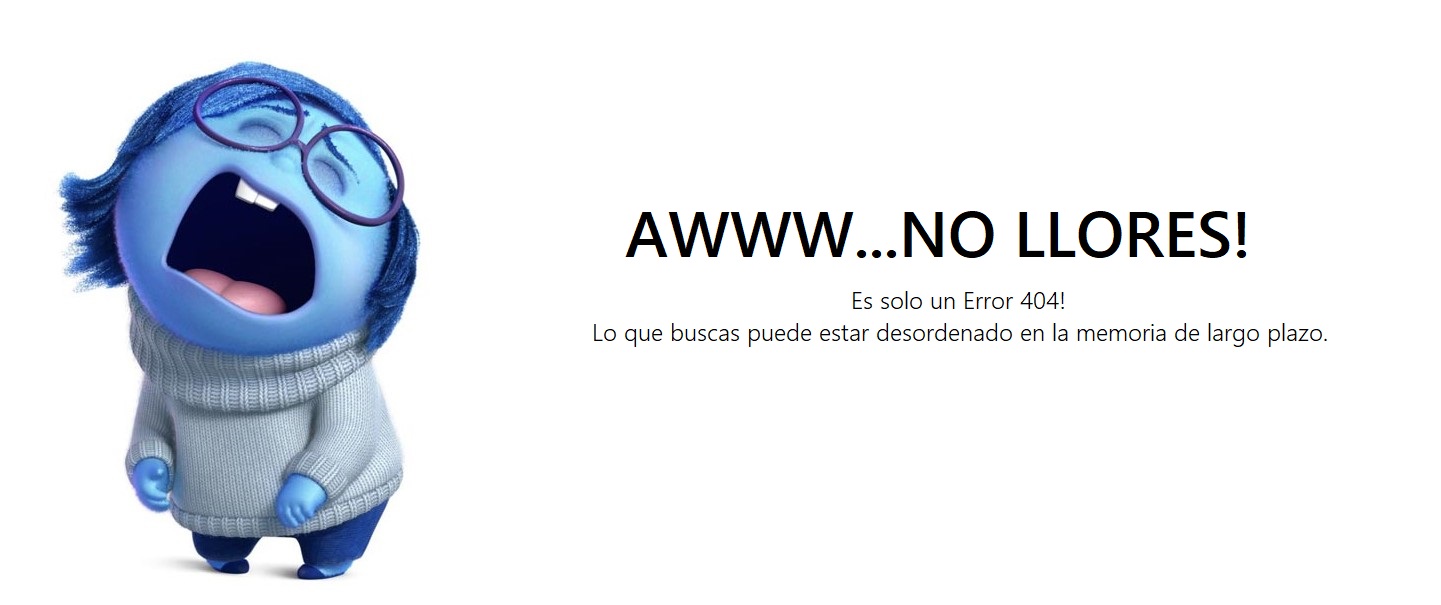 AWWW...NO LLORES!
Es solo un Error 404!
Lo que buscas puede estar desordenado en la memoria de largo plazo.